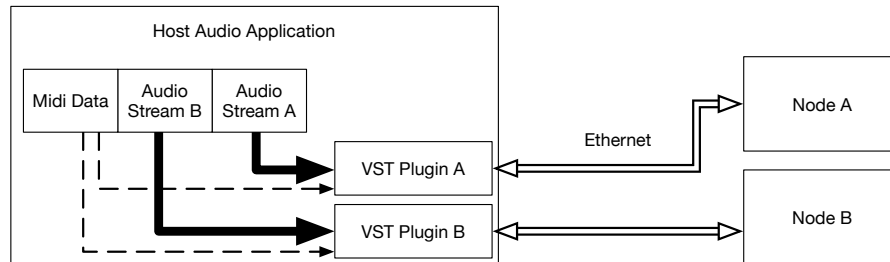 Host Audio Application
Midi Data
Audio
Stream B
Audio
Stream A
VST Plugin A
VST Plugin B
Ethernet
Node A
Node B